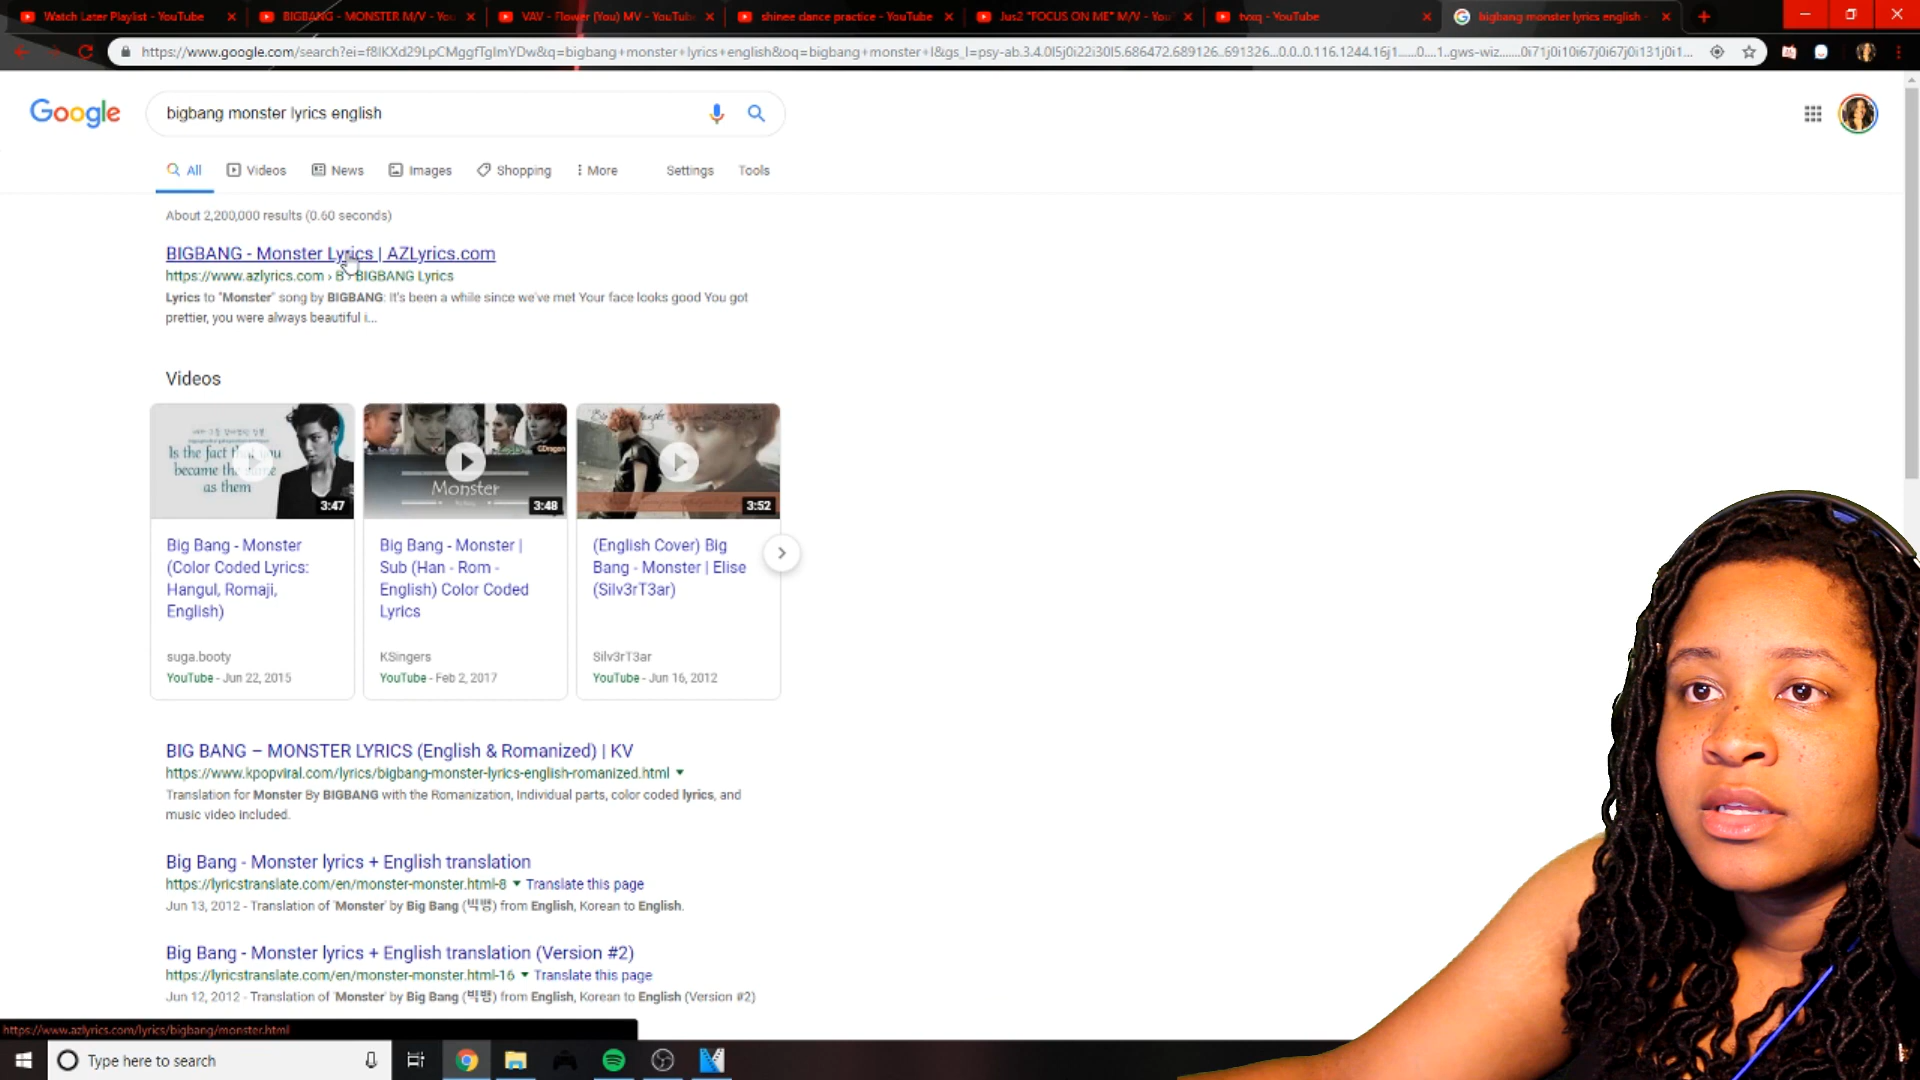 Watch Later Playlist - YouTube
BIGBANG - MONSTER M/V - You
VAV - Flower (You) MV - YouTube
shinee dance practice - YouTube
Jus2 "FOCUS ON ME" M/V - You
tvxq - YouTube
bigbang monster lyrics english -
Google
bigbang monster lyrics english
All
Videos
News
Images
Shopping
More
Settings
Tools
About 2,200,000 results (0.60 seconds)
BIGBANG - Monster Lyrics | AZLyrics.com
https://www.azlyrics.com › B › BIGBANG Lyrics
Lyrics to "Monster" song by BIGBANG: It's been a while since we've met Your face looks good You got
prettier, you were always beautiful i...
Videos
Is the fact that you
became the same
as them
3:47
GDragon
Monster
3:48
3:52
Big Bang - Monster
(Color Coded Lyrics:
Hangul, Romaji,
English)
suga.booty
YouTube - Jun 22, 2015
Big Bang - Monster |
Sub (Han - Rom -
English) Color Coded
Lyrics
KSingers
YouTube - Feb 2, 2017
(English Cover) Big
Bang - Monster | Elise
(Silv3rT3ar)
Silv3rT3ar
YouTube - Jun 16, 2012
BIG BANG – MONSTER LYRICS (English & Romanized) | KV
https://www.kpopviral.com/lyrics/bigbang-monster-lyrics-english-romanized.html
Translation for Monster By BIGBANG with the Romanization, Individual parts, color coded lyrics, and
music video included.
Big Bang - Monster lyrics + English translation
https://lyricstranslate.com/en/monster-monster.html-8 Translate this page
Jun 13, 2012 - Translation of 'Monster' by Big Bang (빅뱅) from English, Korean to English.
Big Bang - Monster lyrics + English translation (Version #2)
https://lyricstranslate.com/en/monster-monster.html-16 Translate this page
Jun 12, 2012 - Translation of 'Monster' by Big Bang (빅뱅) from English, Korean to English (Version #2)
https://www.azlyrics.com/lyrics/bigbang/monster.html
Type here to search